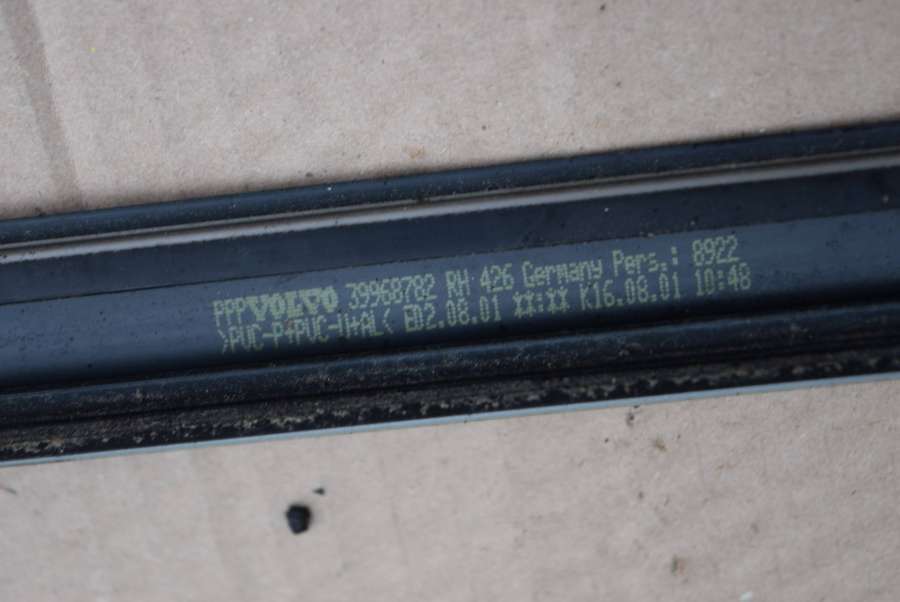 PPPVOLVO 39968782 RH 426 Germany Pers.: 8922
>PVC-P+PVC-U+AL< E02.08.01 **:** K16.08.01 10:48